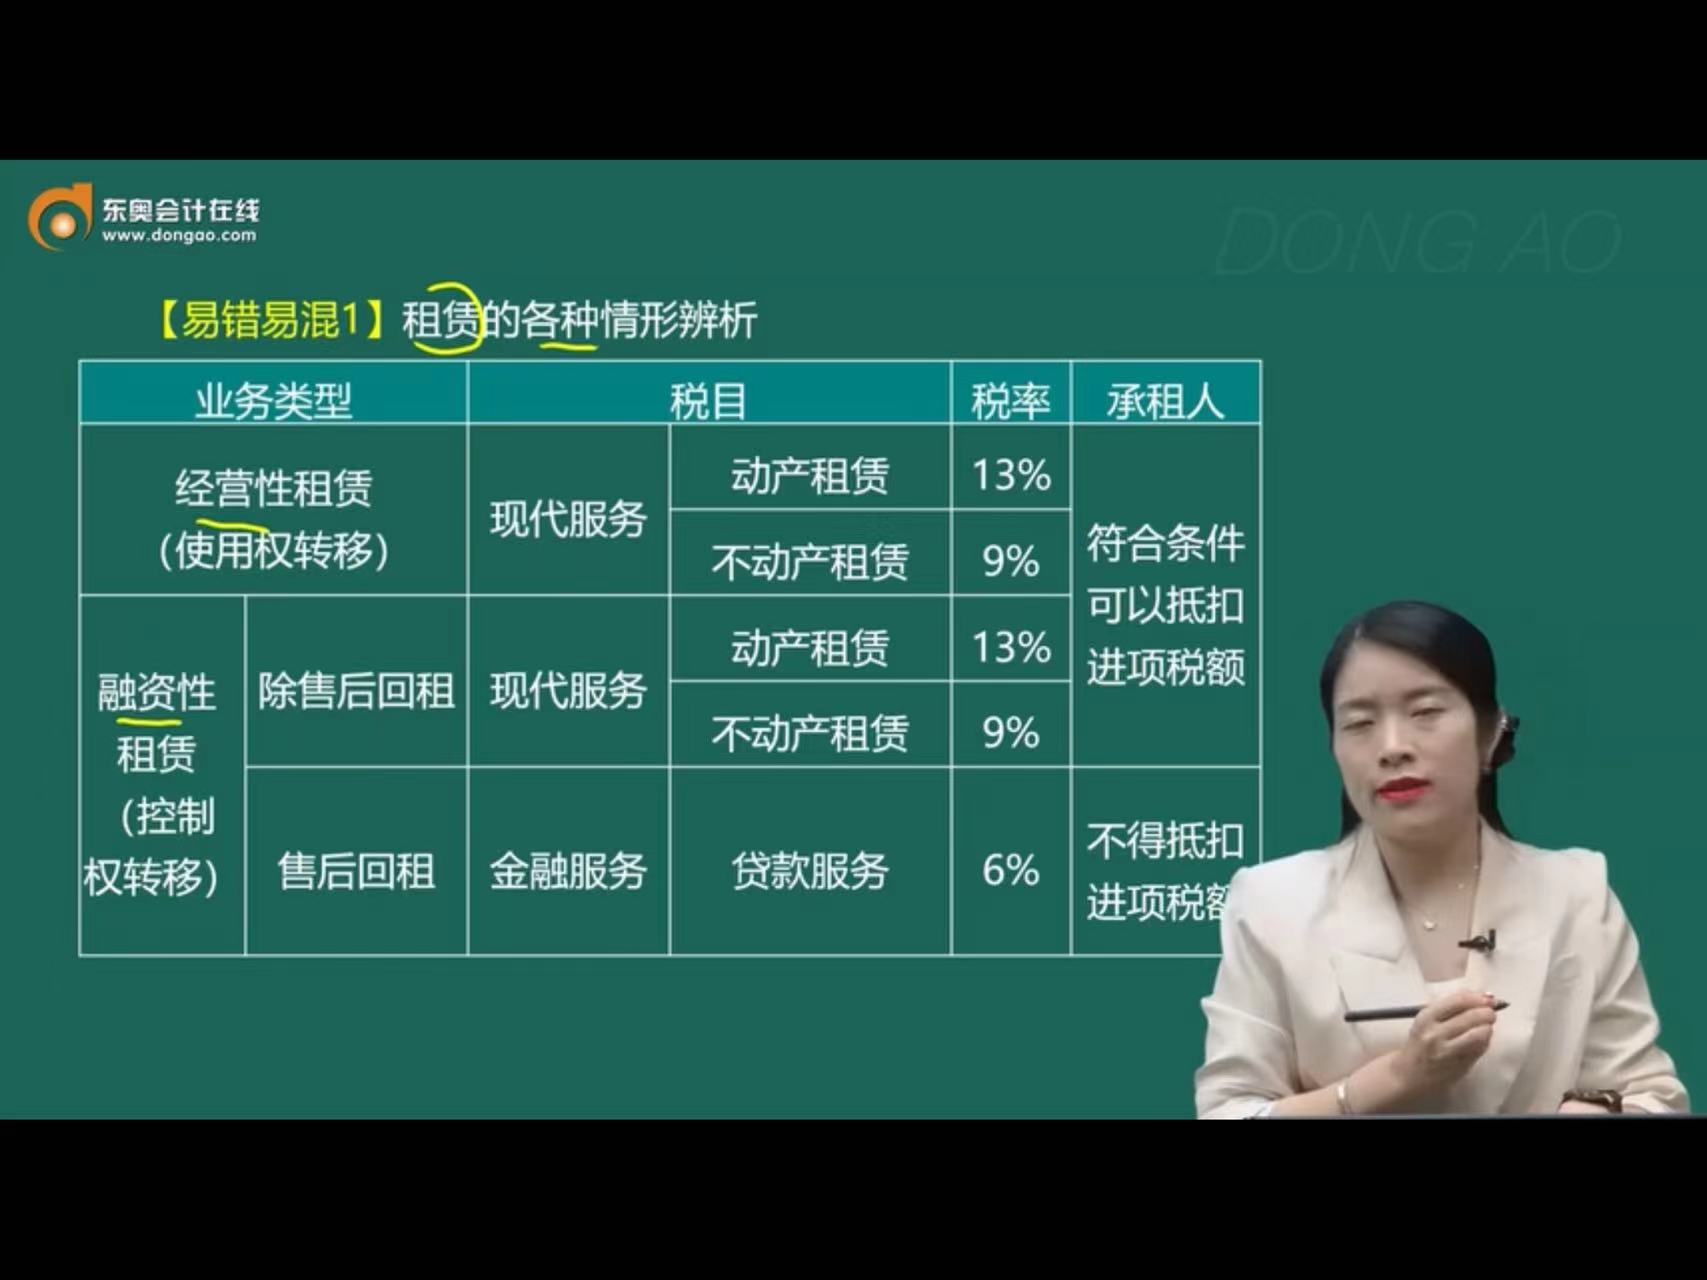 东奥会计在线
www.dongao.com
DONG AO
【易错易混1】租赁的各种情形辨析
业务类型 税目 税率 承租人
经营性租赁
（使用权转移）
现代服务
动产租赁 13%
不动产租赁 9%
符合条件
可以抵扣
进项税额
融资性
租赁
（控制
权转移）
除售后回租
现代服务
动产租赁 13%
不动产租赁 9%
售后回租 金融服务 贷款服务 6%
不得抵扣
进项税额